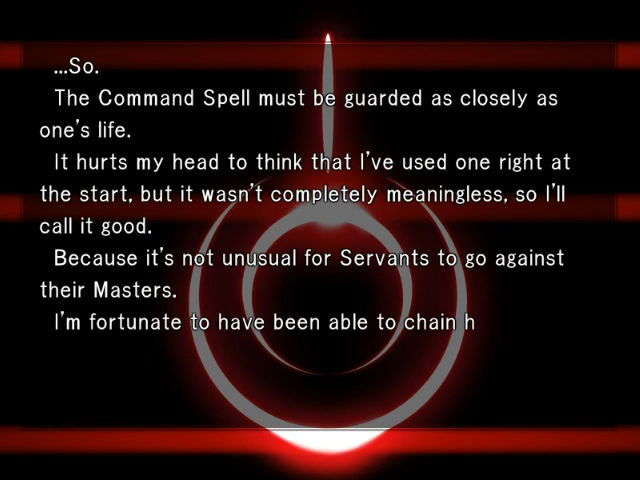 ...So.
The Command Spell must be guarded as closely as
one's life.
It hurts my head to think that I've used one right at
the start, but it wasn't completely meaningless, so I'll
call it good.
Because it's not unusual for Servants to go against
their Masters.
I'm fortunate to have been able to chain h